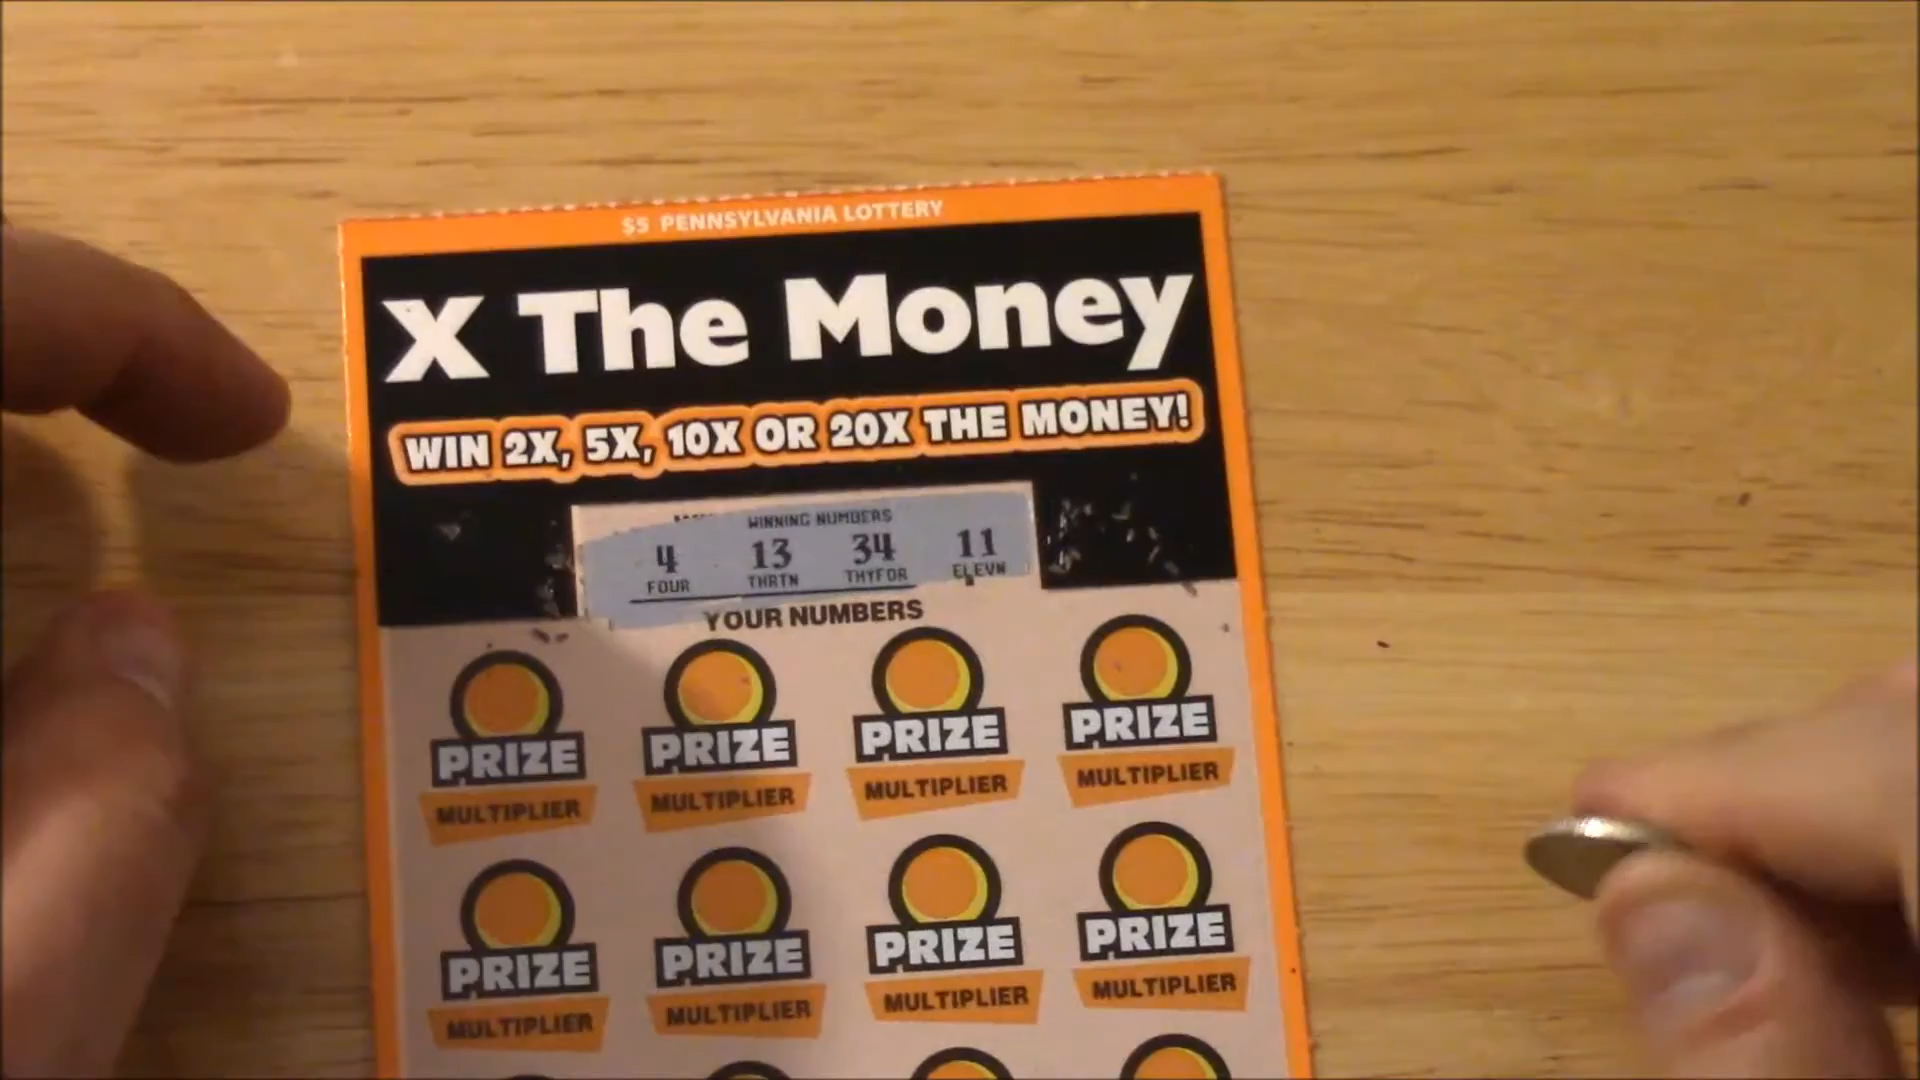 $5 PENNSYLVANIA LOTTERY
X The Money
WIN 2X, 5X, 10X OR 20X THE MONEY!
WINNING NUMBERS
4 13 34 11
FOUR THRTN THYFOR ELEVN
YOUR NUMBERS
PRIZE PRIZE PRIZE PRIZE
MULTIPLIER MULTIPLIER MULTIPLIER MULTIPLIER
PRIZE PRIZE PRIZE PRIZE
MULTIPLIER MULTIPLIER MULTIPLIER MULTIPLIER